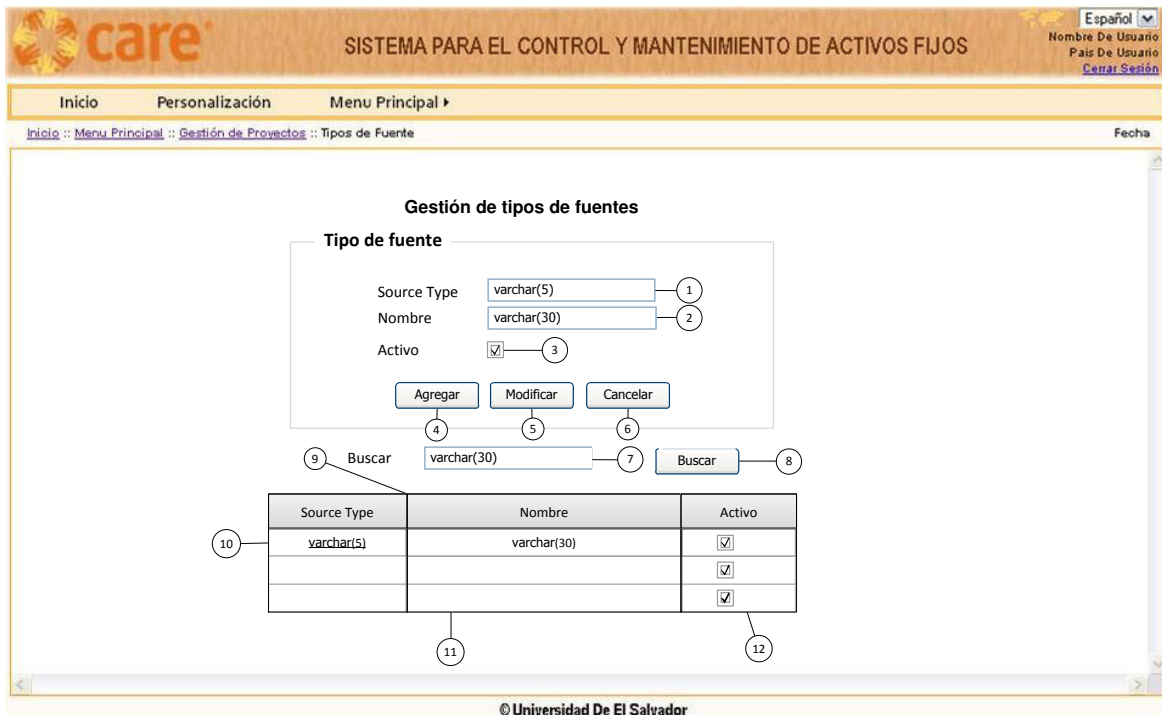 care
SISTEMA PARA EL CONTROL Y MANTENIMIENTO DE ACTIVOS FIJOS
Español
Nombre De Usuario
Pais De Usuario
Cerrar Sesión
Inicio Personalización Menu Principal
Inicio :: Menu Principal :: Gestión de Proyectos :: Tipos de Fuente Fecha
Gestión de tipos de fuentes
Tipo de fuente
Source Type varchar(5) 1
Nombre varchar(30) 2
Activo 3
Agregar Modificar Cancelar
4 5 6
9 Buscar varchar(30) 7 Buscar 8
Source Type Nombre Activo
10 varchar(5) varchar(30)
11 12
© Universidad De El Salvador